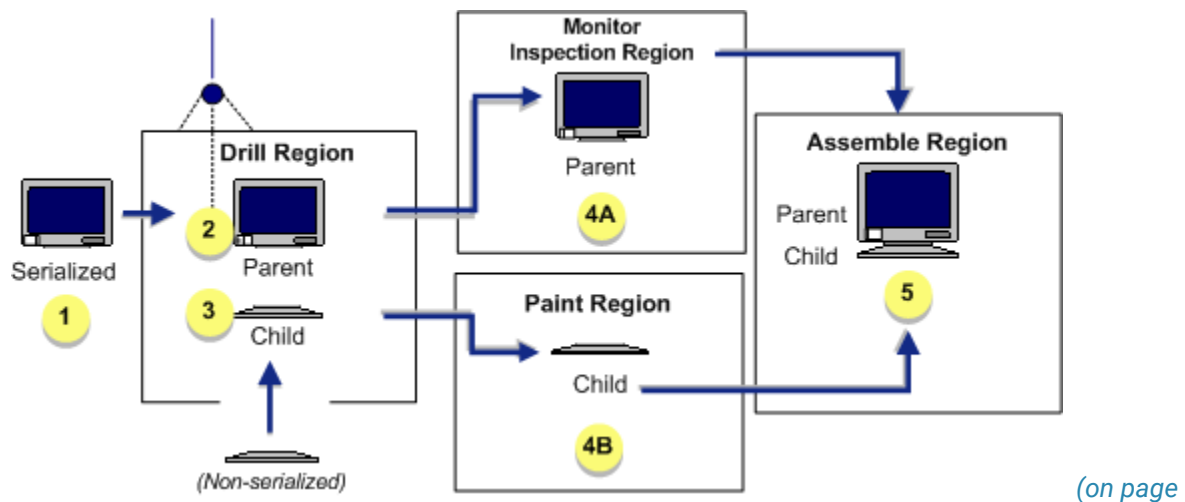 Serialized
1
Drill Region
2
Parent
3
Child
(Non-serialized)
Monitor
Inspection Region
Parent
4A
Paint Region
Child
4B
Assemble Region
Parent
Child
5
(on page